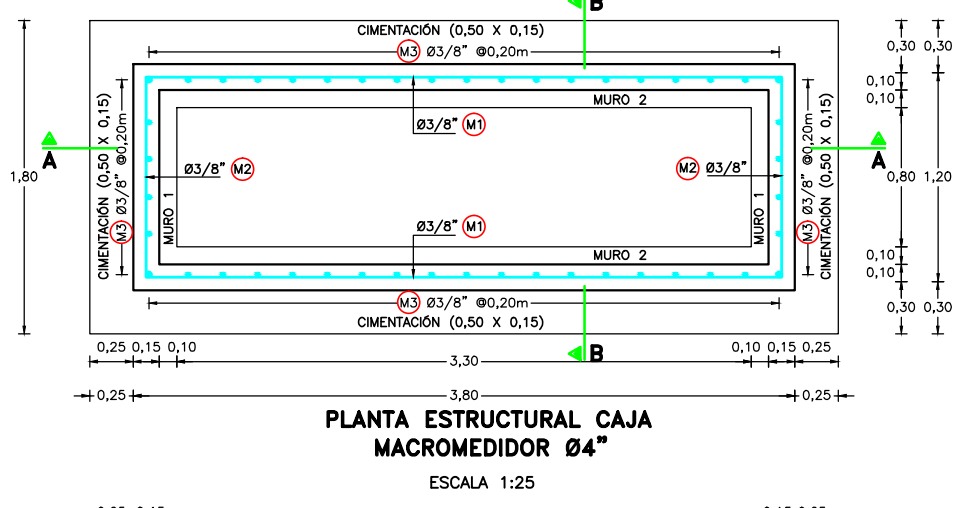 B
CIMENTACIÓN (0,50 X 0,15)
M3 Ø3/8" @0,20m
0,30 0,30
0,10
0,10
MURO 2
Ø3/8" M1
A
A
1,80
CIMENTACIÓN (0,50 X 0,15)
M3 Ø3/8" @0,20m
Ø3/8" M2
M2 Ø3/8"
M3 Ø3/8" @0,20m
CIMENTACIÓN (0,50 X 0,15)
0,80 1,20
MURO 1
MURO 1
Ø3/8" M1
MURO 2
0,10
0,10
M3 Ø3/8" @0,20m
0,30 0,30
CIMENTACIÓN (0,50 X 0,15)
B
0,25 0,15 0,10
3,30
0,10 0,15 0,25
0,25
3,80
0,25
PLANTA ESTRUCTURAL CAJA
MACROMEDIDOR Ø4"
ESCALA 1:25